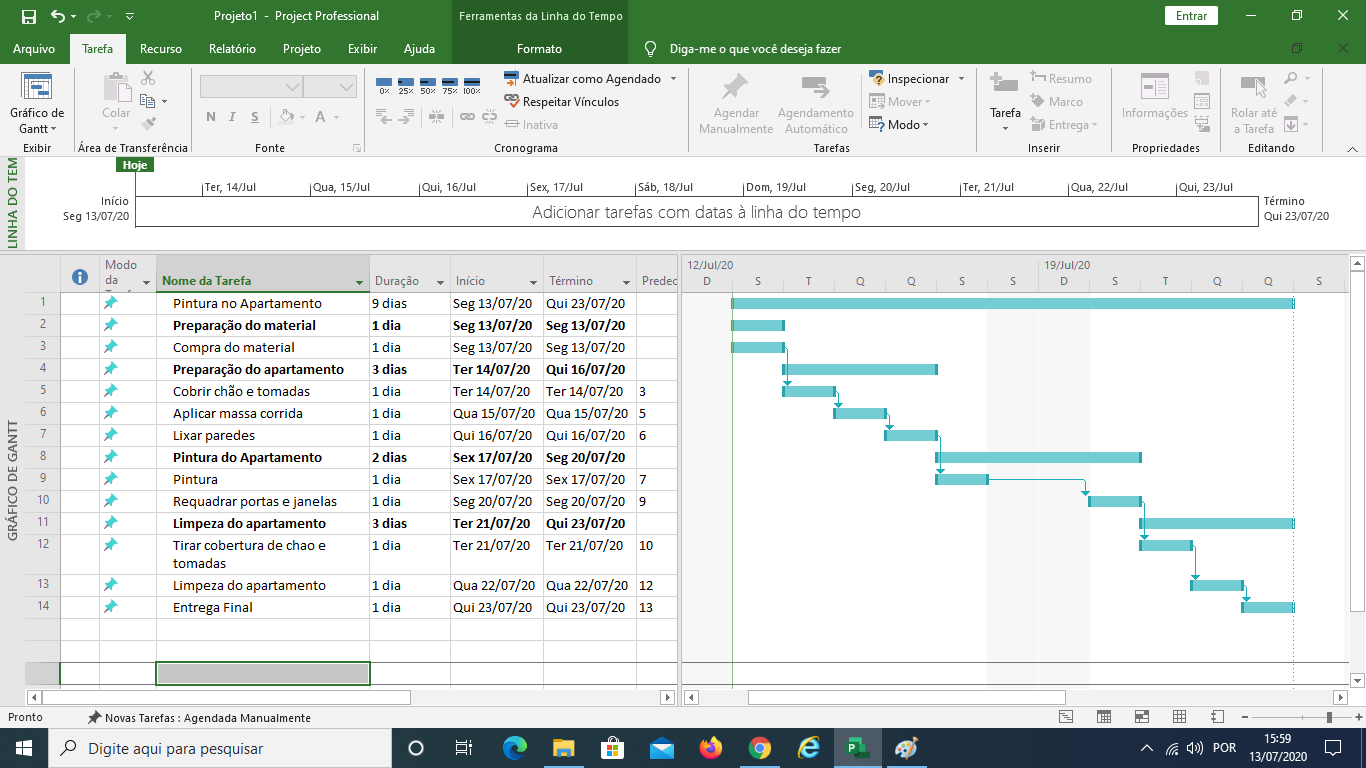 Projeto1 - Project Professional
Ferramentas da Linha do Tempo
Entrar
Arquivo Tarefa Recurso Relatório Projeto Exibir Ajuda Formato Diga-me o que você deseja fazer
Gráfico de Gantt
Exibir
Colar
Área de Transferência
N I S A
Fonte
0% 25% 50% 75% 100%
Atualizar como Agendado
Respeitar Vínculos
Inativa
Cronograma
Agendar Manualmente
Agendamento Automático
Inspecionar
Mover
Modo
Tarefas
Tarefa
Resumo
Marco
Entrega
Inserir
Informações
Propriedades
Rolar até a Tarefa
Editando
LINHA DO TEM
Hoje
Ter, 14/Jul Qua, 15/Jul Qui, 16/Jul Sex, 17/Jul Sáb, 18/Jul Dom, 19/Jul Seg, 20/Jul Ter, 21/Jul Qua, 22/Jul Qui, 23/Jul
Início
Seg 13/07/20
Adicionar tarefas com datas à linha do tempo
Término
Qui 23/07/20
GRÁFICO DE GANTT
Modo da Nome da Tarefa Duração Início Término Predec
12/Jul/20 19/Jul/20
D S T Q Q S S D S T Q Q S
1 Pintura no Apartamento 9 dias Seg 13/07/20 Qui 23/07/20
2 Preparação do material 1 dia Seg 13/07/20 Seg 13/07/20
3 Compra do material 1 dia Seg 13/07/20 Seg 13/07/20
4 Preparação do apartamento 3 dias Ter 14/07/20 Qui 16/07/20
5 Cobrir chão e tomadas 1 dia Ter 14/07/20 Ter 14/07/20 3
6 Aplicar massa corrida 1 dia Qua 15/07/20 Qua 15/07/20 5
7 Lixar paredes 1 dia Qui 16/07/20 Qui 16/07/20 6
8 Pintura do Apartamento 2 dias Sex 17/07/20 Seg 20/07/20
9 Pintura 1 dia Sex 17/07/20 Sex 17/07/20 7
10 Requadrar portas e janelas 1 dia Seg 20/07/20 Seg 20/07/20 9
11 Limpeza do apartamento 3 dias Ter 21/07/20 Qui 23/07/20
12 Tirar cobertura de chao e tomadas 1 dia Ter 21/07/20 Ter 21/07/20 10
13 Limpeza do apartamento 1 dia Qua 22/07/20 Qua 22/07/20 12
14 Entrega Final 1 dia Qui 23/07/20 Qui 23/07/20 13
Pronto Novas Tarefas : Agendada Manualmente
Digite aqui para pesquisar
POR
15:59
13/07/2020